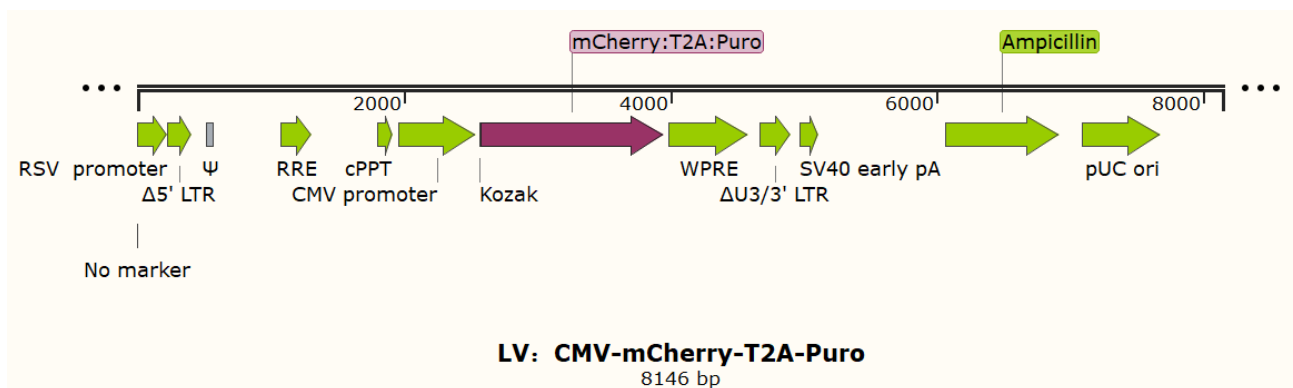 mCherry:T2A:Puro Ampicillin
2000 4000 6000 8000
RSV promoter Ψ RRE cPPT WPRE SV40 early pA pUC ori
Δ5' LTR CMV promoter Kozak ΔU3/3' LTR
No marker
LV： CMV-mCherry-T2A-Puro
8146 bp